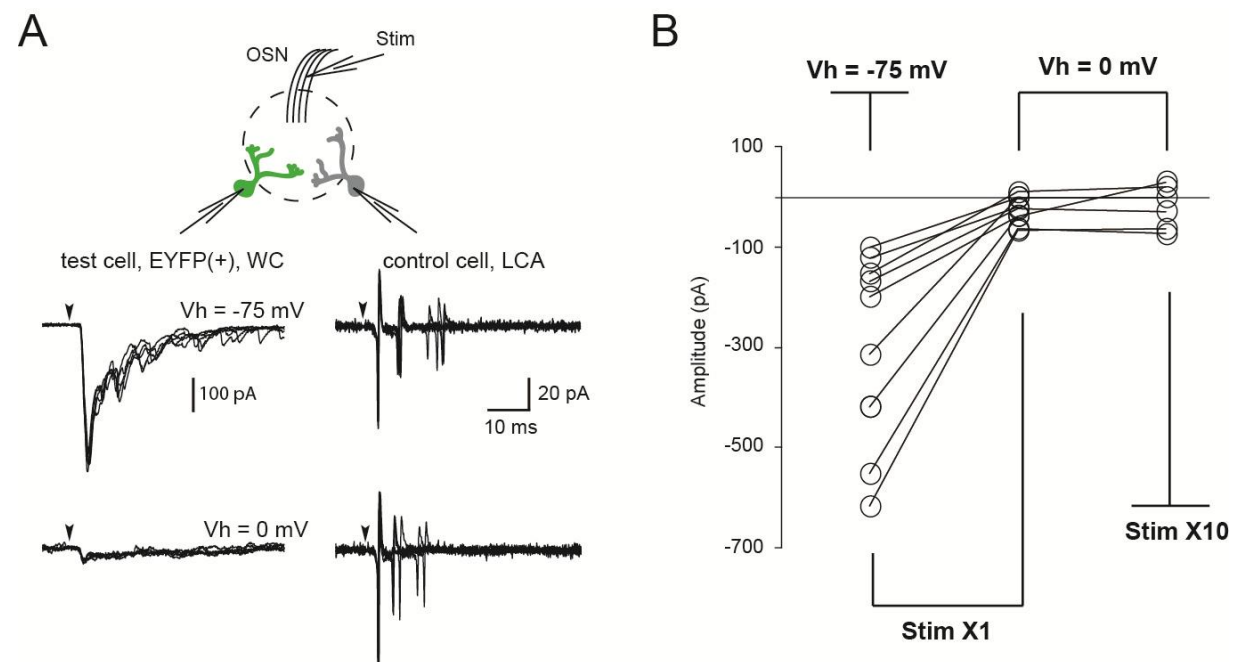 A
OSN
Stim
test cell, EYFP(+), WC
control cell, LCA
Vh = -75 mV
100 pA
20 pA
10 ms
Vh = 0 mV
B
Vh = -75 mV
Vh = 0 mV
100
-100
-300
-500
-700
Amplitude (pA)
Stim X10
Stim X1